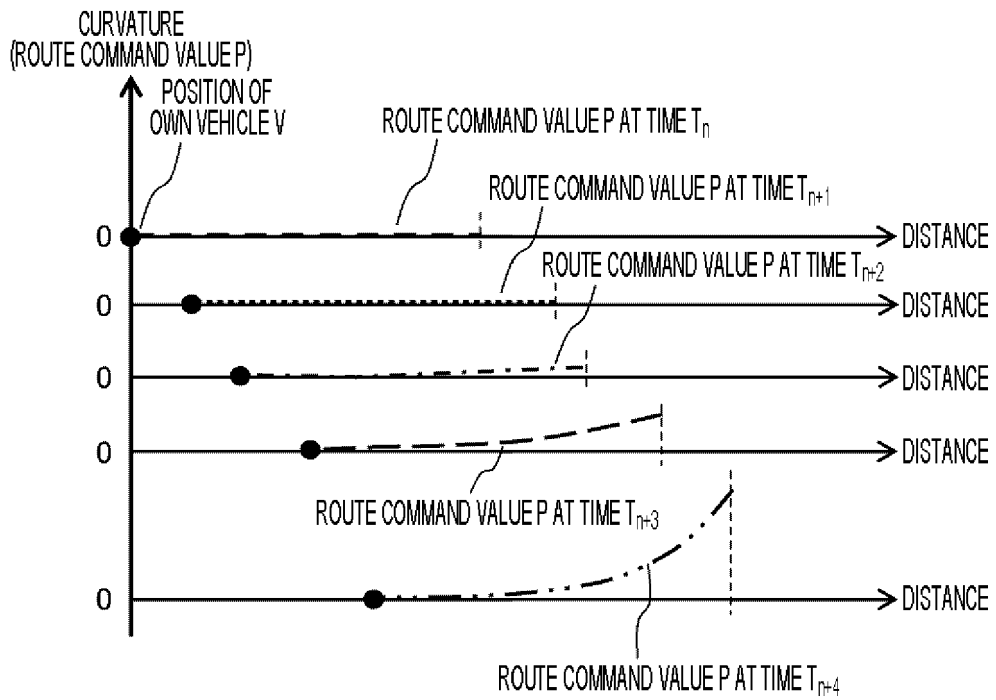 CURVATURE
(ROUTE COMMAND VALUE P)
POSITION OF
OWN VEHICLE V
ROUTE COMMAND VALUE P AT TIME Tn
0
DISTANCE
ROUTE COMMAND VALUE P AT TIME Tn+1
0
DISTANCE
ROUTE COMMAND VALUE P AT TIME Tn+2
0
DISTANCE
0
DISTANCE
ROUTE COMMAND VALUE P AT TIME Tn+3
0
DISTANCE
ROUTE COMMAND VALUE P AT TIME Tn+4